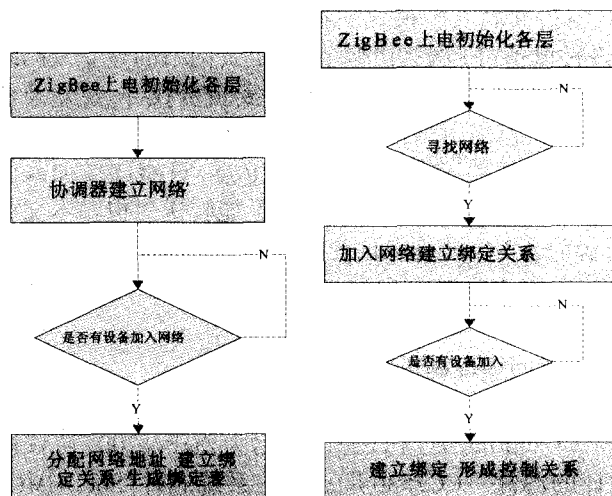 ZigBee上电初始化各层
协调器建立网络
N
是否有设备加入网络
Y
分配网络地址 建立绑
定关系 生成绑定表
ZigBee上电初始化各层
N
寻找网络
Y
加入网络建立绑定关系
N
是否有设备加入
Y
建立绑定 形成控制关系